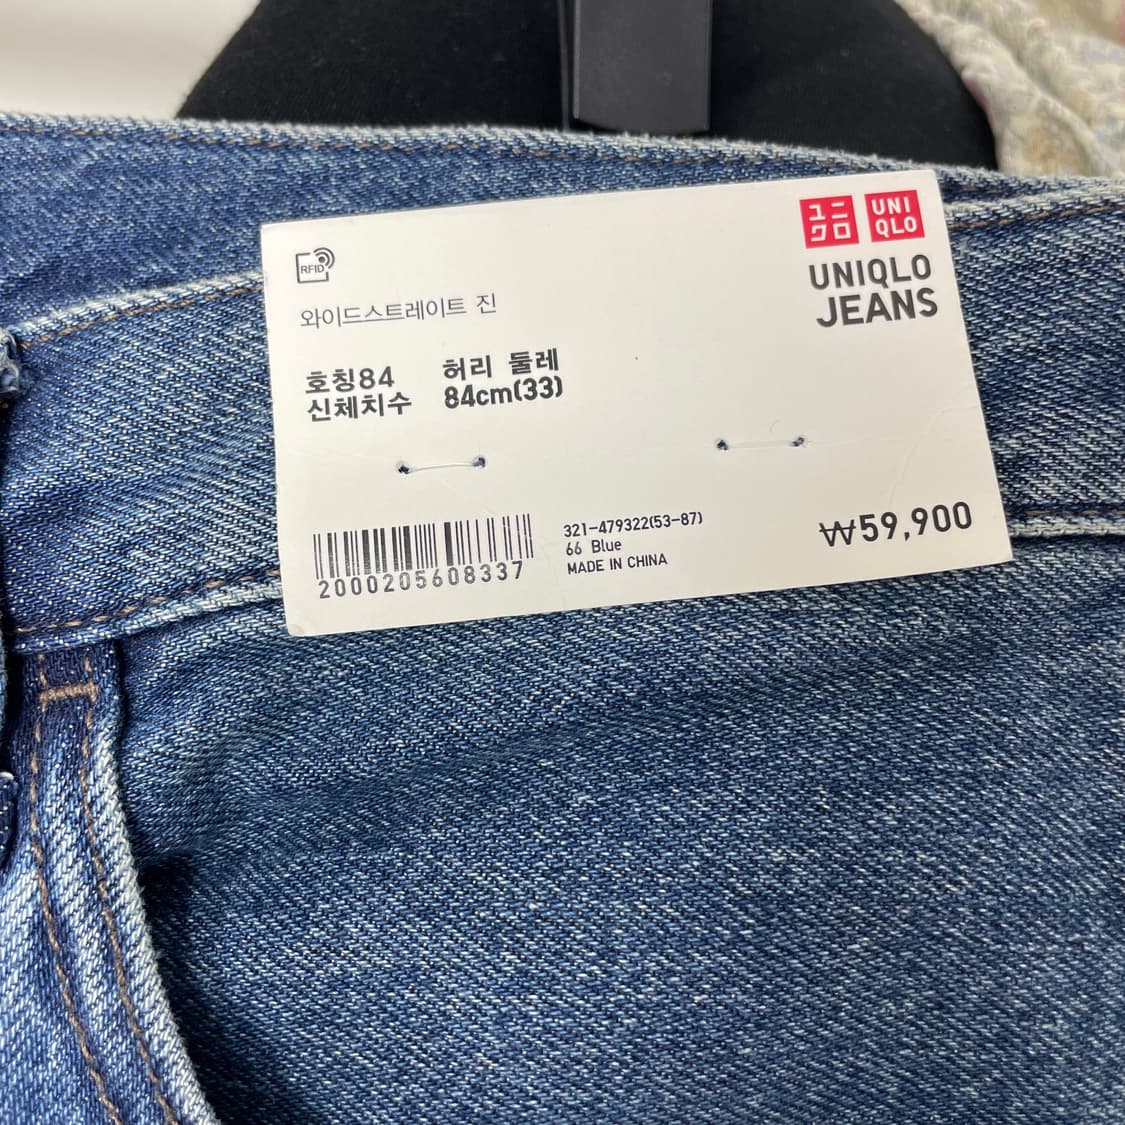 ユニ
クロ
UNI
QLO
UNIQLO
JEANS
RFID
와이드스트레이트 진
호칭84 허리 둘레
신체치수 84cm(33)
321-479322(53-87)
66 Blue
MADE IN CHINA
₩59,900
2000205608337